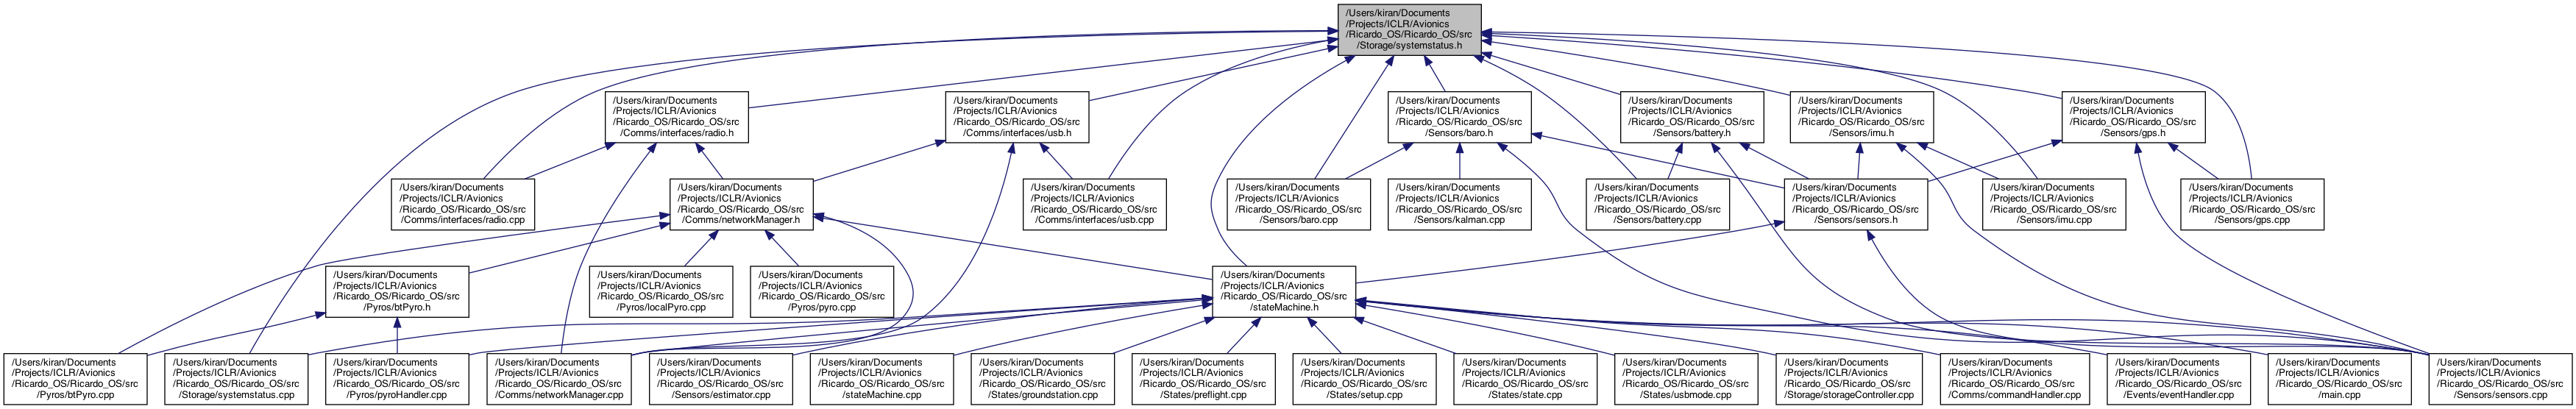 /Users/kiran/Documents
/Projects/ICLR/Avionics
/Ricardo_OS/Ricardo_OS/src
/Storage/systemstatus.h
/Users/kiran/Documents
/Projects/ICLR/Avionics
/Ricardo_OS/Ricardo_OS/src
/Comms/interfaces/radio.h
/Users/kiran/Documents
/Projects/ICLR/Avionics
/Ricardo_OS/Ricardo_OS/src
/Comms/interfaces/usb.h
/Users/kiran/Documents
/Projects/ICLR/Avionics
/Ricardo_OS/Ricardo_OS/src
/Sensors/baro.h
/Users/kiran/Documents
/Projects/ICLR/Avionics
/Ricardo_OS/Ricardo_OS/src
/Sensors/battery.h
/Users/kiran/Documents
/Projects/ICLR/Avionics
/Ricardo_OS/Ricardo_OS/src
/Sensors/imu.h
/Users/kiran/Documents
/Projects/ICLR/Avionics
/Ricardo_OS/Ricardo_OS/src
/Sensors/gps.h
/Users/kiran/Documents
/Projects/ICLR/Avionics
/Ricardo_OS/Ricardo_OS/src
/Comms/interfaces/radio.cpp
/Users/kiran/Documents
/Projects/ICLR/Avionics
/Ricardo_OS/Ricardo_OS/src
/Comms/networkManager.h
/Users/kiran/Documents
/Projects/ICLR/Avionics
/Ricardo_OS/Ricardo_OS/src
/Comms/interfaces/usb.cpp
/Users/kiran/Documents
/Projects/ICLR/Avionics
/Ricardo_OS/Ricardo_OS/src
/Sensors/baro.cpp
/Users/kiran/Documents
/Projects/ICLR/Avionics
/Ricardo_OS/Ricardo_OS/src
/Sensors/kalman.cpp
/Users/kiran/Documents
/Projects/ICLR/Avionics
/Ricardo_OS/Ricardo_OS/src
/Sensors/battery.cpp
/Users/kiran/Documents
/Projects/ICLR/Avionics
/Ricardo_OS/Ricardo_OS/src
/Sensors/sensors.h
/Users/kiran/Documents
/Projects/ICLR/Avionics
/Ricardo_OS/Ricardo_OS/src
/Sensors/imu.cpp
/Users/kiran/Documents
/Projects/ICLR/Avionics
/Ricardo_OS/Ricardo_OS/src
/Sensors/gps.cpp
/Users/kiran/Documents
/Projects/ICLR/Avionics
/Ricardo_OS/Ricardo_OS/src
/Pyros/btPyro.h
/Users/kiran/Documents
/Projects/ICLR/Avionics
/Ricardo_OS/Ricardo_OS/src
/Pyros/localPyro.cpp
/Users/kiran/Documents
/Projects/ICLR/Avionics
/Ricardo_OS/Ricardo_OS/src
/Pyros/pyro.cpp
/Users/kiran/Documents
/Projects/ICLR/Avionics
/Ricardo_OS/Ricardo_OS/src
/stateMachine.h
/Users/kiran/Documents
/Projects/ICLR/Avionics
/Ricardo_OS/Ricardo_OS/src
/Pyros/btPyro.cpp
/Users/kiran/Documents
/Projects/ICLR/Avionics
/Ricardo_OS/Ricardo_OS/src
/Storage/systemstatus.cpp
/Users/kiran/Documents
/Projects/ICLR/Avionics
/Ricardo_OS/Ricardo_OS/src
/Pyros/pyroHandler.cpp
/Users/kiran/Documents
/Projects/ICLR/Avionics
/Ricardo_OS/Ricardo_OS/src
/Comms/networkManager.cpp
/Users/kiran/Documents
/Projects/ICLR/Avionics
/Ricardo_OS/Ricardo_OS/src
/Sensors/estimator.cpp
/Users/kiran/Documents
/Projects/ICLR/Avionics
/Ricardo_OS/Ricardo_OS/src
/stateMachine.cpp
/Users/kiran/Documents
/Projects/ICLR/Avionics
/Ricardo_OS/Ricardo_OS/src
/States/groundstation.cpp
/Users/kiran/Documents
/Projects/ICLR/Avionics
/Ricardo_OS/Ricardo_OS/src
/States/preflight.cpp
/Users/kiran/Documents
/Projects/ICLR/Avionics
/Ricardo_OS/Ricardo_OS/src
/States/setup.cpp
/Users/kiran/Documents
/Projects/ICLR/Avionics
/Ricardo_OS/Ricardo_OS/src
/States/state.cpp
/Users/kiran/Documents
/Projects/ICLR/Avionics
/Ricardo_OS/Ricardo_OS/src
/States/usbmode.cpp
/Users/kiran/Documents
/Projects/ICLR/Avionics
/Ricardo_OS/Ricardo_OS/src
/Storage/storageController.cpp
/Users/kiran/Documents
/Projects/ICLR/Avionics
/Ricardo_OS/Ricardo_OS/src
/Comms/commandHandler.cpp
/Users/kiran/Documents
/Projects/ICLR/Avionics
/Ricardo_OS/Ricardo_OS/src
/Events/eventHandler.cpp
/Users/kiran/Documents
/Projects/ICLR/Avionics
/Ricardo_OS/Ricardo_OS/src
/main.cpp
/Users/kiran/Documents
/Projects/ICLR/Avionics
/Ricardo_OS/Ricardo_OS/src
/Sensors/sensors.cpp